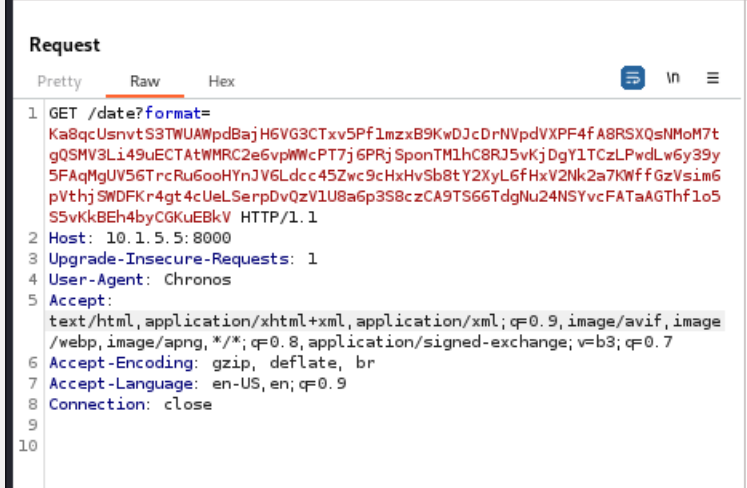 Request
Pretty Raw Hex
\n
1 GET /date?format=
Ka8qcUsnvtS3TWUAWpdBajH6VG3CTxv5Pf1mzxB9KwDJcDrNVpdVXPF4fA8RSXQsNMoM7t
gQSMV3Li49uECTAtWMRC2e6vpWWcPT7j6PRjSponTM1hC8RJ5vKjDgY1TCzLPwdLw6y39y
5FAqMgUV56TrcRu6ooHYnJV6Ldcc45Zwc9cHxHvSb8tY2XyL6fHxV2Nk2a7KWffGzVsim6
pVthjSWDFKr4gt4cUeLSerpDvQzV1U8a6p3S8czCA9TS66TdgNu24NSYvcFATaAGThf1o5
S5vKkBEh4byCGKuEBkV HTTP/1.1
2 Host: 10.1.5.5:8000
3 Upgrade-Insecure-Requests: 1
4 User-Agent: Chronos
5 Accept:
text/html,application/xhtml+xml,application/xml;q=0.9,image/avif,image
/webp,image/apng,*/*;q=0.8,application/signed-exchange;v=b3;q=0.7
6 Accept-Encoding: gzip, deflate, br
7 Accept-Language: en-US,en;q=0.9
8 Connection: close
9
10